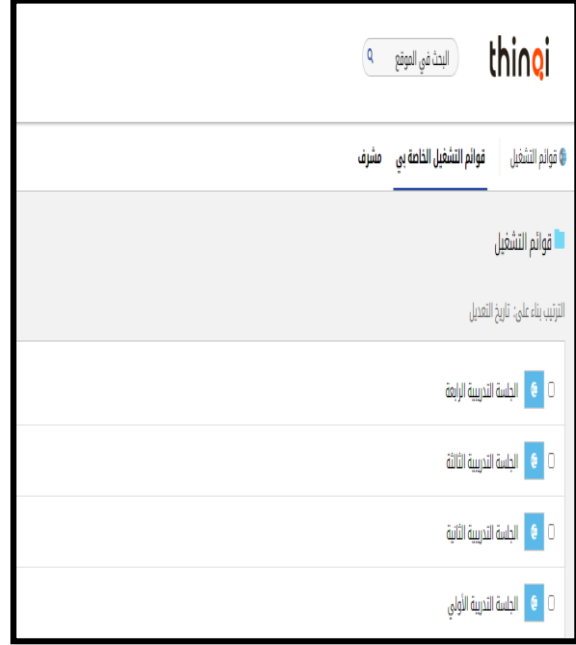 thinqi
البحث في الموقع
قوائم التشغيل قوائم التشغيل الخاصة بي مشرف
قوائم التشغيل
الترتيب بناء على: تاريخ التعديل
الجلسة التدريبية الرابعة
الجلسة التدريبية الثالثة
الجلسة التدريبية الثانية
الجلسة التدريبة الأولي